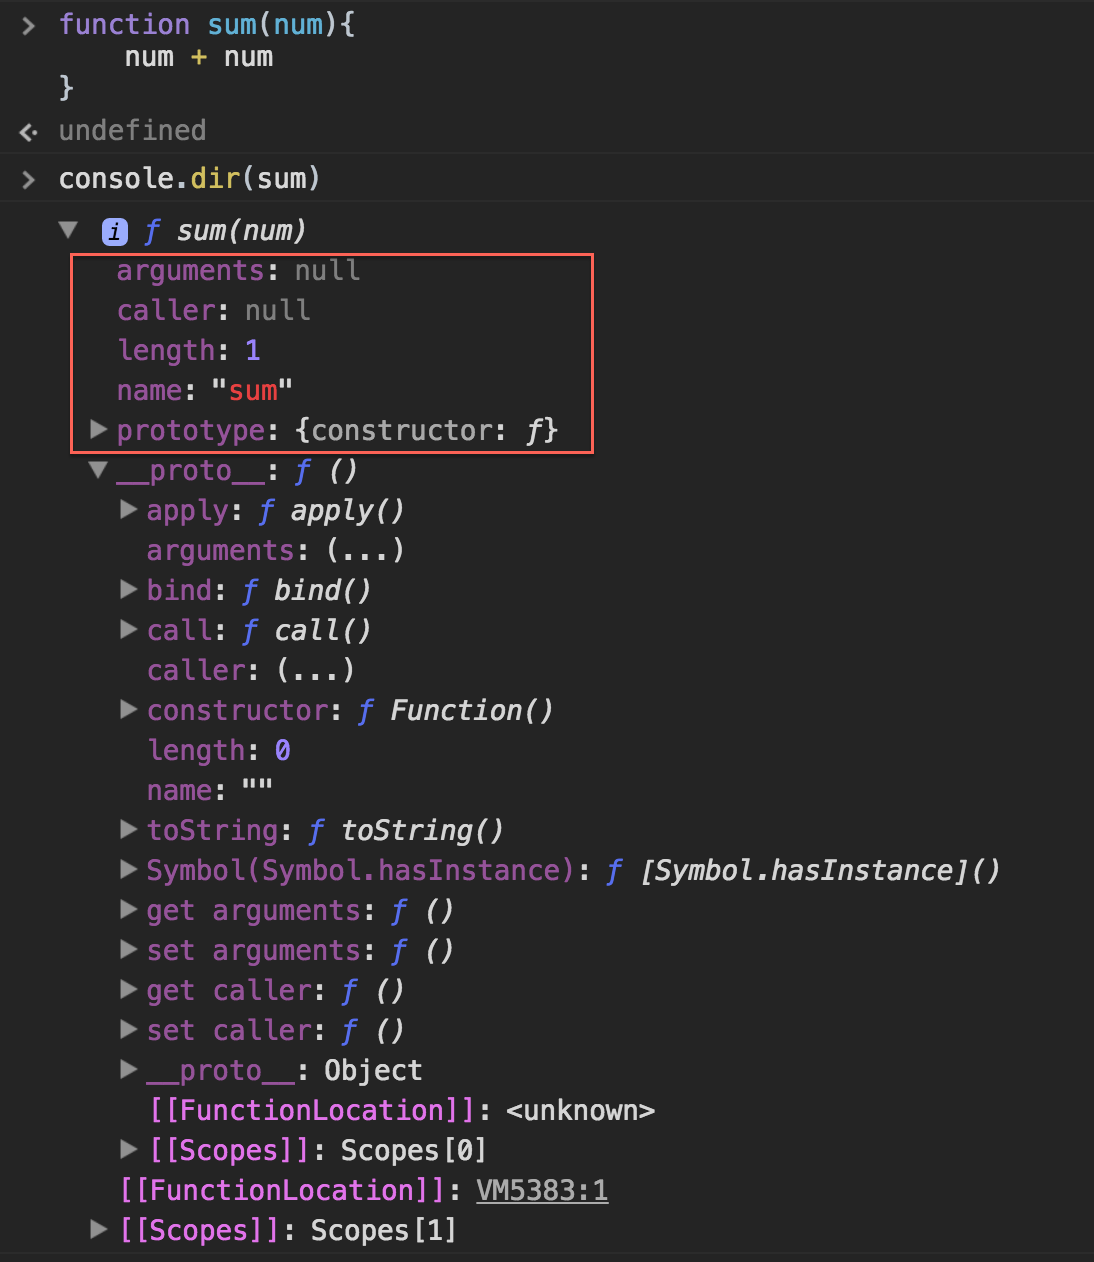 function sum(num){
num + num
}
undefined
console.dir(sum)
i ƒ sum(num)
arguments: null
caller: null
length: 1
name: "sum"
prototype: {constructor: ƒ}
__proto__: ƒ ()
apply: ƒ apply()
arguments: (...)
bind: ƒ bind()
call: ƒ call()
caller: (...)
constructor: ƒ Function()
length: 0
name: ""
toString: ƒ toString()
Symbol(Symbol.hasInstance): ƒ [Symbol.hasInstance]()
get arguments: ƒ ()
set arguments: ƒ ()
get caller: ƒ ()
set caller: ƒ ()
__proto__: Object
[[FunctionLocation]]: <unknown>
[[Scopes]]: Scopes[0]
[[FunctionLocation]]: VM5383:1
[[Scopes]]: Scopes[1]